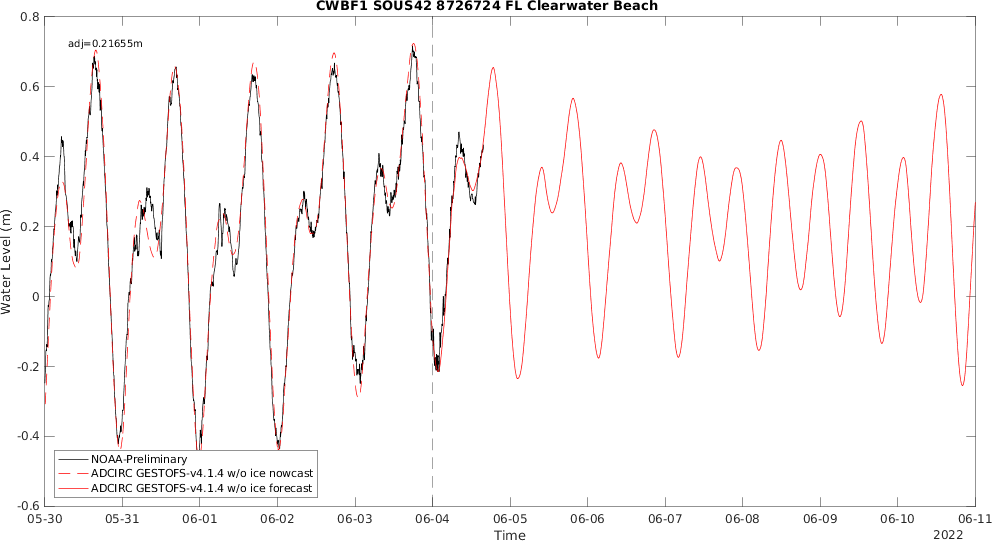 CWBF1 SOUS42 8726724 FL Clearwater Beach
adj=0.21655m
0.8
0.6
0.4
0.2
0
-0.2
-0.4
-0.6
Water Level (m)
NOAA-Preliminary
ADCIRC GESTOFS-v4.1.4 w/o ice nowcast
ADCIRC GESTOFS-v4.1.4 w/o ice forecast
05-30 05-31 06-01 06-02 06-03 06-04 06-05 06-06 06-07 06-08 06-09 06-10 06-11
Time
2022